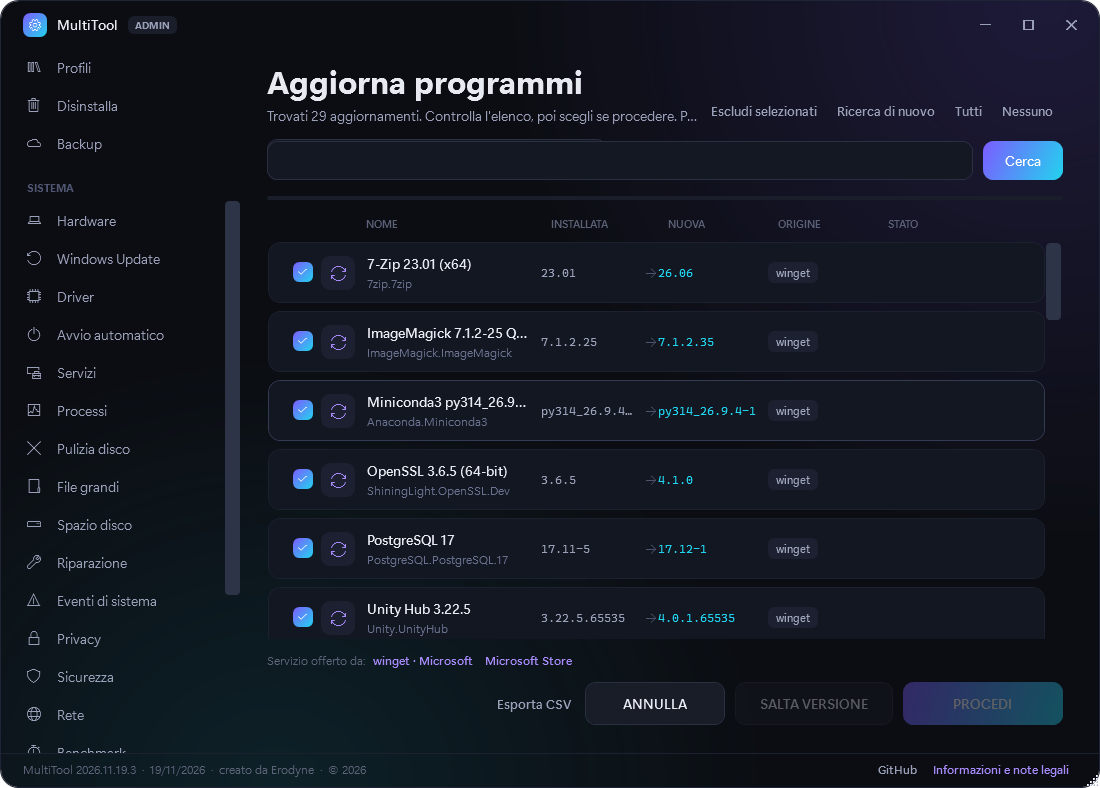 MultiTool ADMIN
Profili
Disinstalla
Backup
SISTEMA
Hardware
Windows Update
Driver
Avvio automatico
Servizi
Processi
Pulizia disco
File grandi
Spazio disco
Riparazione
Eventi di sistema
Privacy
Sicurezza
Rete
Benchmark
Aggiorna programmi
Trovati 29 aggiornamenti. Controlla l'elenco, poi scegli se procedere. P...
Escludi selezionati Ricerca di nuovo Tutti Nessuno
Cerca
NOME INSTALLATA NUOVA ORIGINE STATO
7-Zip 23.01 (x64)
7zip.7zip
23.01 →26.06 winget
ImageMagick 7.1.2-25 Q...
ImageMagick.ImageMagick
7.1.2.25 →7.1.2.35 winget
Miniconda3 py314_26.9...
Anaconda.Miniconda3
py314_26.9.4… →py314_26.9.4-1 winget
OpenSSL 3.6.5 (64-bit)
ShiningLight.OpenSSL.Dev
3.6.5 →4.1.0 winget
PostgreSQL 17
PostgreSQL.PostgreSQL.17
17.11-5 →17.12-1 winget
Unity Hub 3.22.5
Unity.UnityHub
3.22.5.65535 →4.0.1.65535 winget
Servizio offerto da: winget · Microsoft Microsoft Store
Esporta CSV ANNULLA SALTA VERSIONE PROCEDI
MultiTool 2026.11.19.3 · 19/11/2026 · creato da Erodyne · © 2026
GitHub Informazioni e note legali